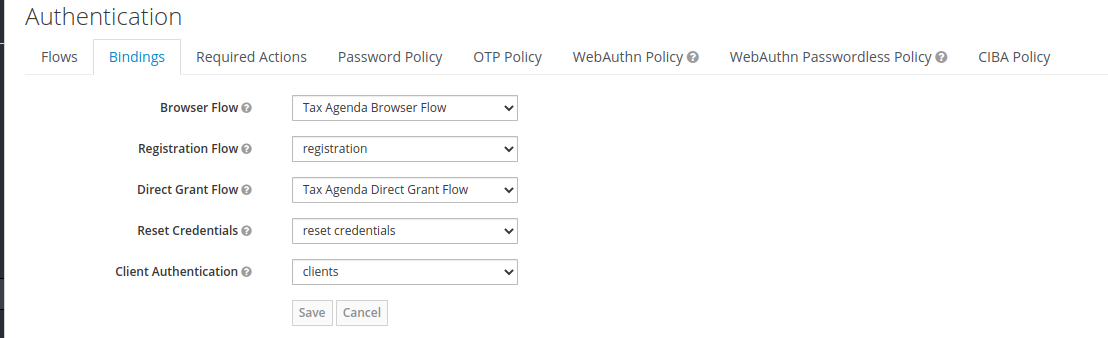 Authentication
Flows Bindings Required Actions Password Policy OTP Policy WebAuthn Policy WebAuthn Passwordless Policy CIBA Policy
Browser Flow Tax Agenda Browser Flow
Registration Flow registration
Direct Grant Flow Tax Agenda Direct Grant Flow
Reset Credentials reset credentials
Client Authentication clients
Save Cancel